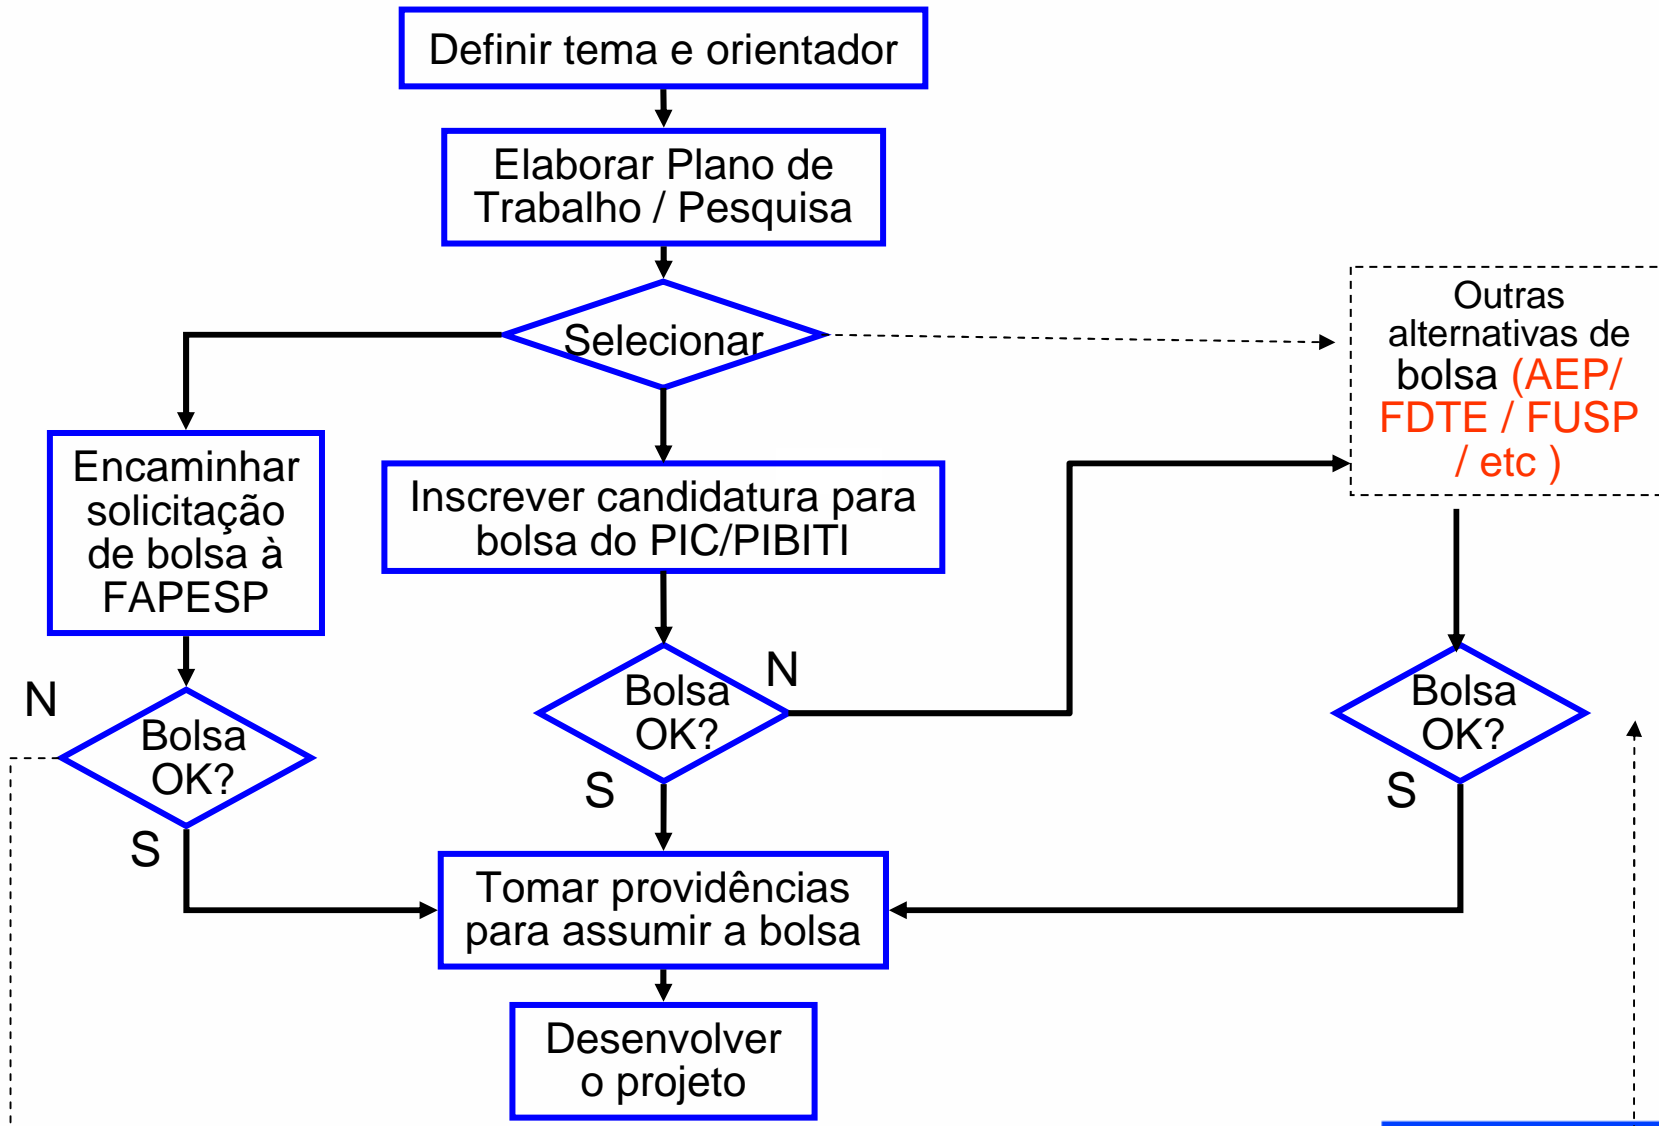 Definir tema e orientador
Elaborar Plano de
Trabalho / Pesquisa
Selecionar
Outras
alternativas de
bolsa (AEP/
FDTE / FUSP
/ etc )
Encaminhar
solicitação
de bolsa à
FAPESP
Inscrever candidatura para
bolsa do PIC/PIBITI
N
Bolsa
OK?
S
N
Bolsa
OK?
S
Bolsa
OK?
S
Tomar providências
para assumir a bolsa
Desenvolver
o projeto